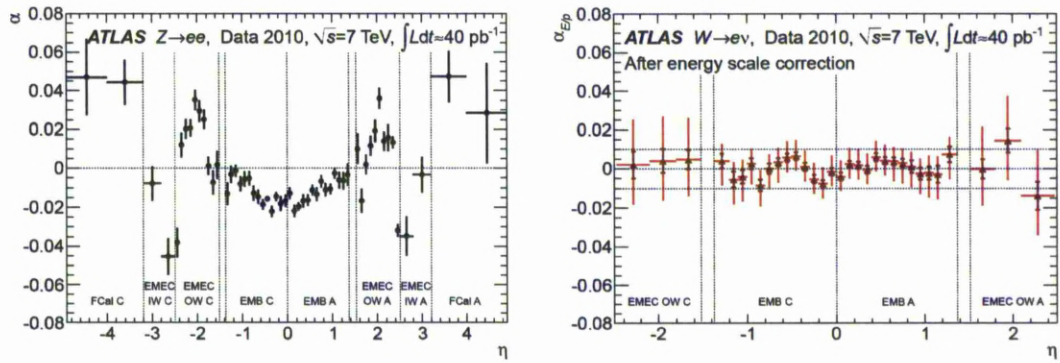 α
0.08
ATLAS Z→ee, Data 2010, √s=7 TeV, ∫Ldt≈40 pb⁻¹
0.06
0.04
0.02
0
-0.02
-0.04
-0.06
-0.08
EMEC EMEC EMEC EMEC
FCal C IW C OW C EMB C EMB A OW A IW A FCal A
-4 -3 -2 -1 0 1 2 3 4
η
α_E/p
0.08
ATLAS W→eν, Data 2010, √s=7 TeV, ∫Ldt≈40 pb⁻¹
After energy scale correction
0.06
0.04
0.02
0
-0.02
-0.04
-0.06
-0.08
EMEC OW C EMB C EMB A EMEC OW A
-2 -1 0 1 2
η